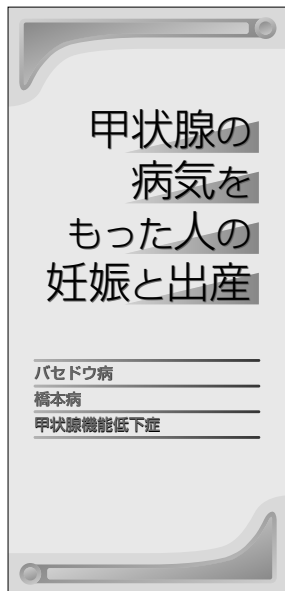 甲状腺の
病気を
もった人の
妊娠と出産
バセドウ病
橋本病
甲状腺機能低下症